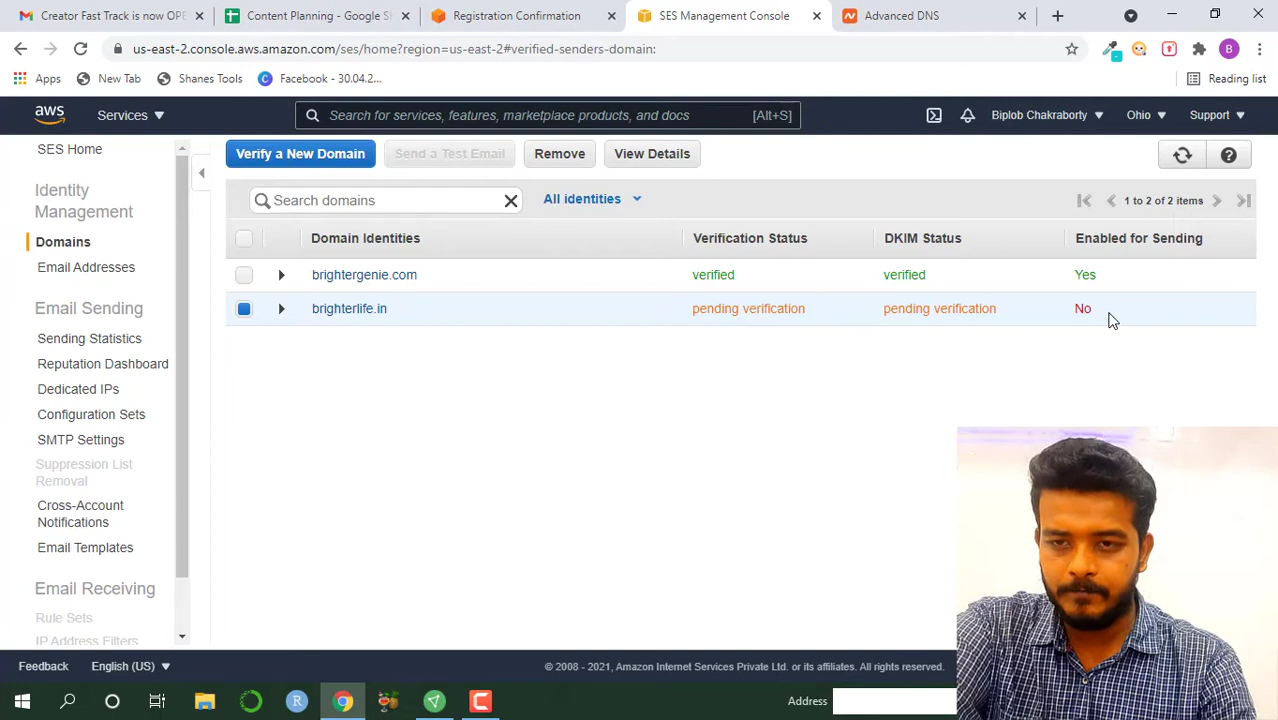 Creator Fast Track is now OPE
Content Planning - Google S
Registration Confirmation
SES Management Console
Advanced DNS
us-east-2.console.aws.amazon.com/ses/home?region=us-east-2#verified-senders-domain:
B
Apps
New Tab
Shanes Tools
Facebook - 30.04.2...
Reading list
aws
Services
Search for services, features, marketplace products, and docs
[Alt+S]
Biplob Chakraborty
Ohio
Support
SES Home
Identity
Management
Domains
Email Addresses
Email Sending
Sending Statistics
Reputation Dashboard
Dedicated IPs
Configuration Sets
SMTP Settings
Suppression List
Removal
Cross-Account
Notifications
Email Templates
Email Receiving
Rule Sets
IP Address Filters
Verify a New Domain
Send a Test Email
Remove
View Details
Search domains
All identities
1 to 2 of 2 items
Domain Identities
Verification Status
DKIM Status
Enabled for Sending
brightergenie.com
verified
verified
Yes
brighterlife.in
pending verification
pending verification
No
Feedback
English (US)
© 2008 - 2021, Amazon Internet Services Private Ltd. or its affiliates. All rights reserved.
R
Address